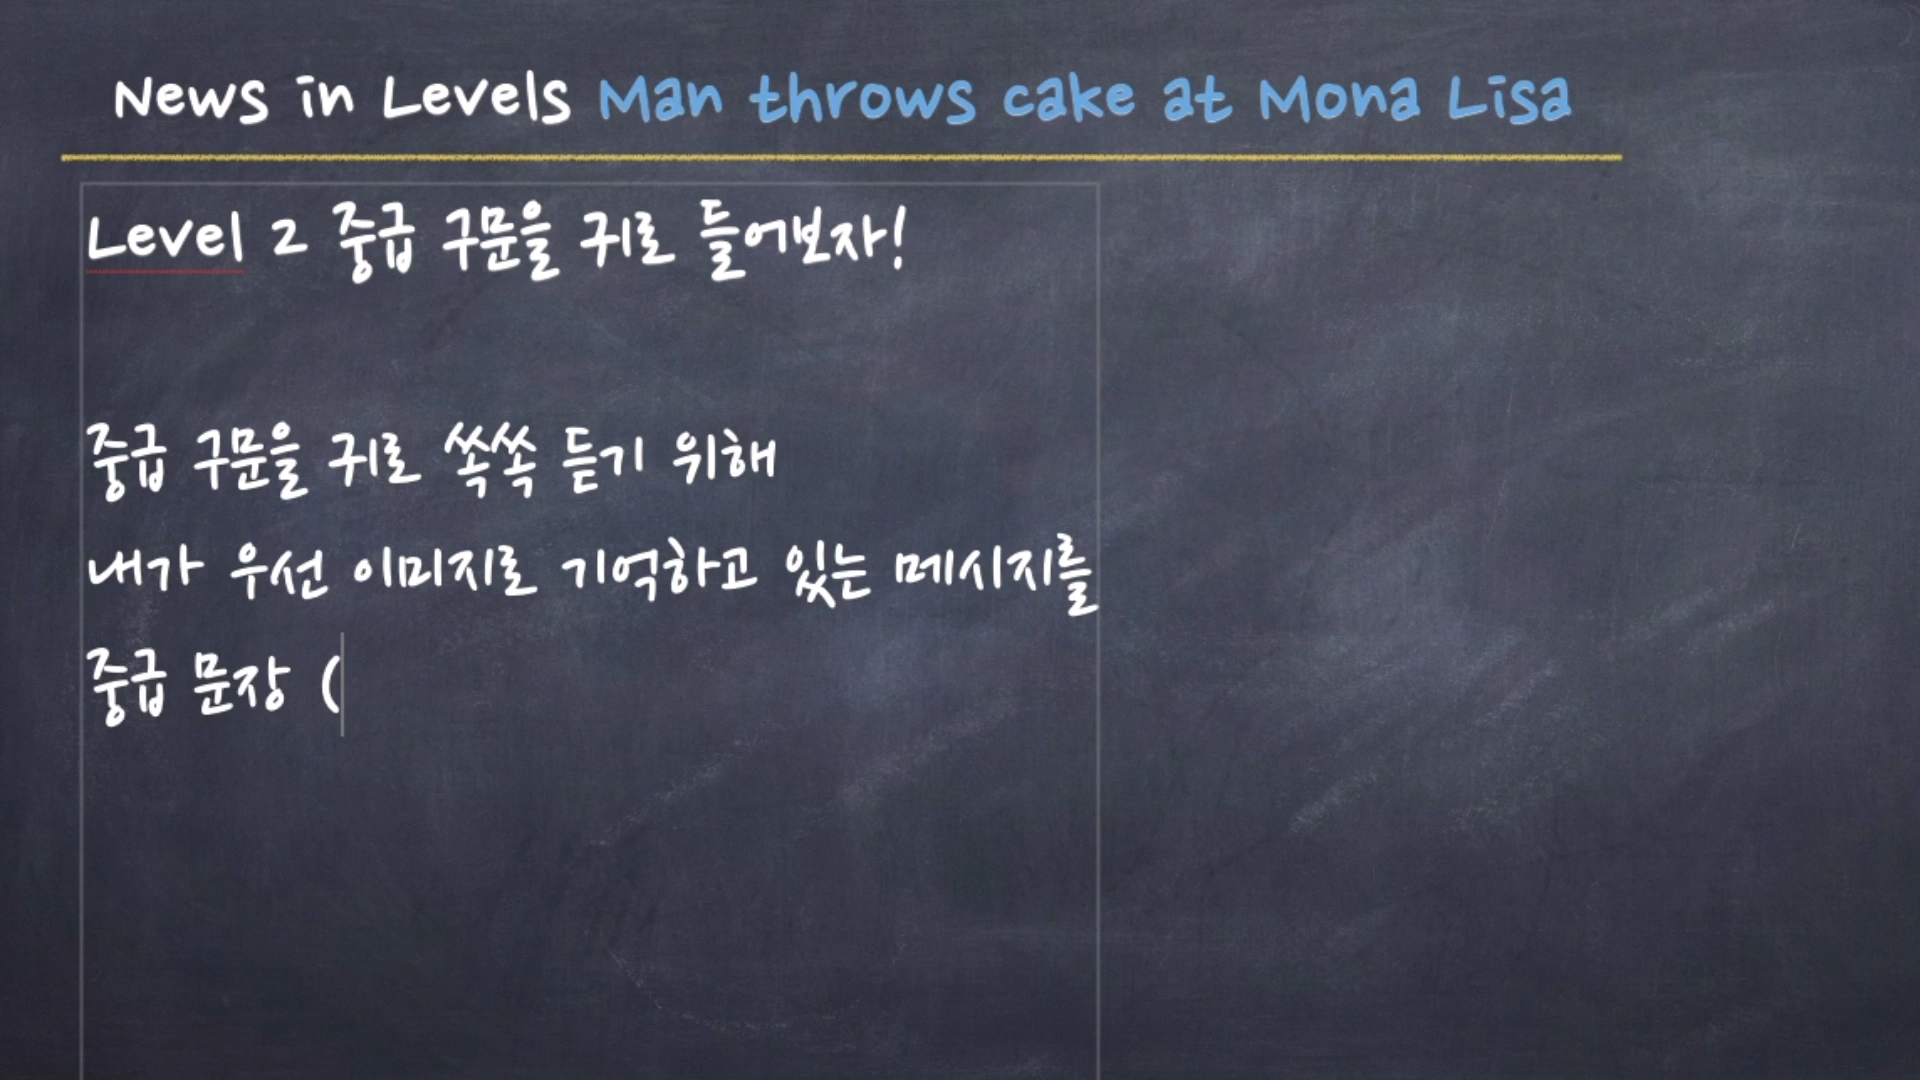 News in Levels Man throws cake at Mona Lisa
Level 2 중급 구문을 귀로 들어보자!
중급 구문을 귀로 쏙쏙 듣기 위해
내가 우선 이미지로 기억하고 있는 메시지를
중급 문장 (